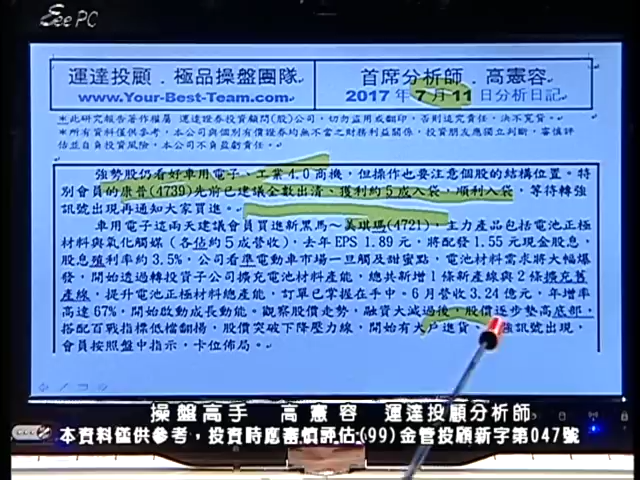 Eee PC
運達投顧．極品操盤團隊
www.Your-Best-Team.com
首席分析師．高憲容
2017 年 7 月 11 日分析日記
*此研究報告著作權屬 運達證券投資顧問(股)公司，切勿盜用或翻印，否則追究責任，決不寬貸。
*所有資料僅供參考，本公司與個別有價證券均無不當之財務利益關係，投資朋友應獨立判斷，審慎評
估並自負投資風險，本公司不負盈虧責任。
強勢股仍看好車用電子、工業 4.0 商機，但操作也要注意個股的結構位置。特
別會員的康普(4739)先前已建議全數出清、獲利約 5 成入袋，順利入袋，等待轉強
訊號出現再通知大家買進。
車用電子這兩天建議會員買進新黑馬～美琪瑪(4721)，主力產品包括電池正極
材料與氧化觸媒（各位約 5 成營收），去年 EPS 1.89 元，將配發 1.55 元現金股息，
股息殖利率約 3.5%，公司看準電動車市場一旦觸及甜蜜點，電池材料需求將大幅爆
發，開始透過轉投資子公司擴充電池材料產能，總共新增 1 條新產線與 2 條擴充舊
產線，提升電池正極材料總產能，訂單已掌握在手中。6 月營收 3.24 億元，年增率
高達 67%，開始啟動成長動能。觀察股價走勢，融資大減過後，股價逐步墊高底部，
搭配百戰指標低檔翻揚，股價突破下降壓力線，開始有大戶進貨、 強訊號出現，
會員按照盤中指示，卡位佈局。
操盤高手 高憲容 運達投顧分析師
本資料僅供參考，投資時應審慎評估(99)金管投顧新字第047號